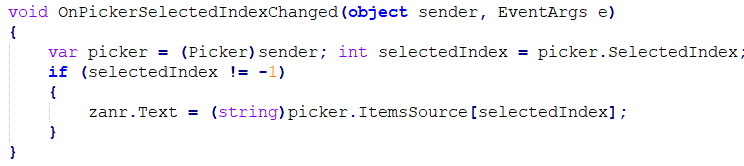 void OnPickerSelectedIndexChanged(object sender, EventArgs e)
{
var picker = (Picker)sender; int selectedIndex = picker.SelectedIndex;
if (selectedIndex != -1)
{
zanr.Text = (string)picker.ItemsSource[selectedIndex];
}
}